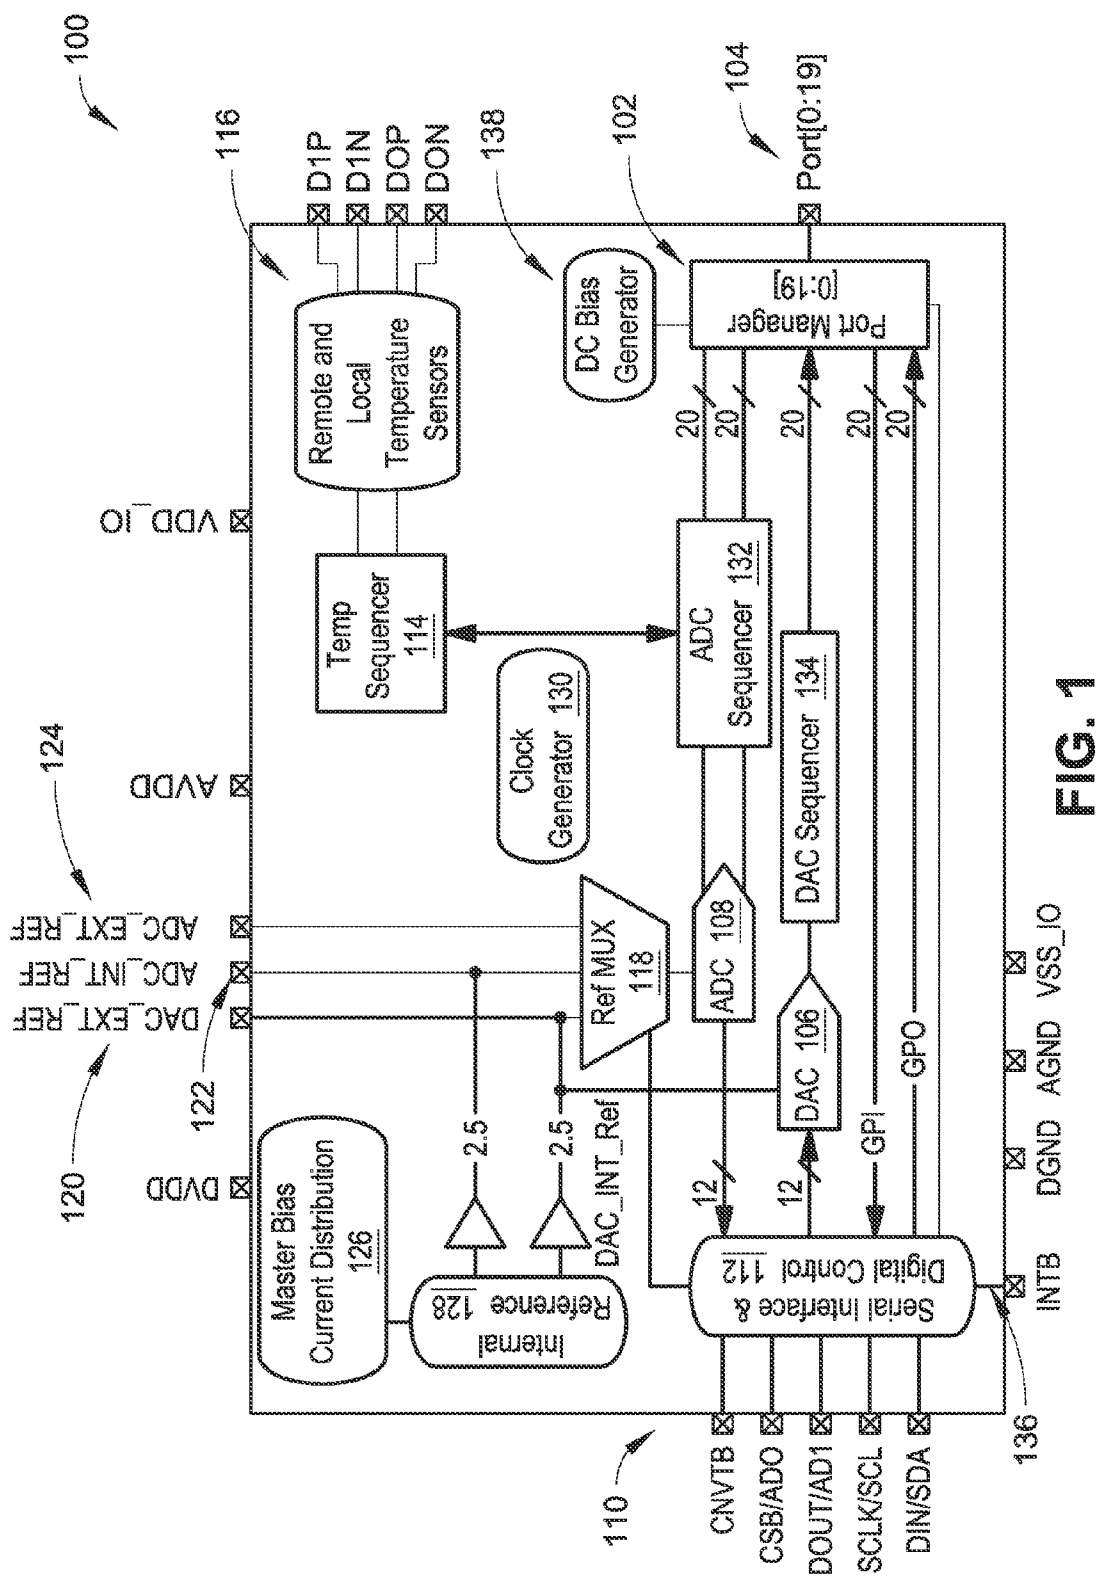 100
120
DVDD
DAC_EXT_REF
ADC_INT_REF
ADC_EXT_REF
122
124
AVDD
VDD_IO
116
D1P
D1N
DOP
DON
138
102
104
Port[0:19]
Master Bias
Current Distribution
126
Internal
Reference
128
2.5
2.5
DAC_INT_Ref
Ref MUX
118
Clock
Generator 130
Temp
Sequencer
114
Remote and
Local
Temperature
Sensors
DC Bias
Generator
110
CNVTB
CSB/ADO
DOUT/AD1
SCLK/SCL
DIN/SDA
Serial Interface &
Digital Control 112
12
12
ADC 108
DAC 106
ADC
Sequencer 132
DAC Sequencer 134
20
20
20
20
20
Port Manager
[0:19]
GPI
GPO
136
INTB
DGND
AGND
VSS_IO
FIG. 1